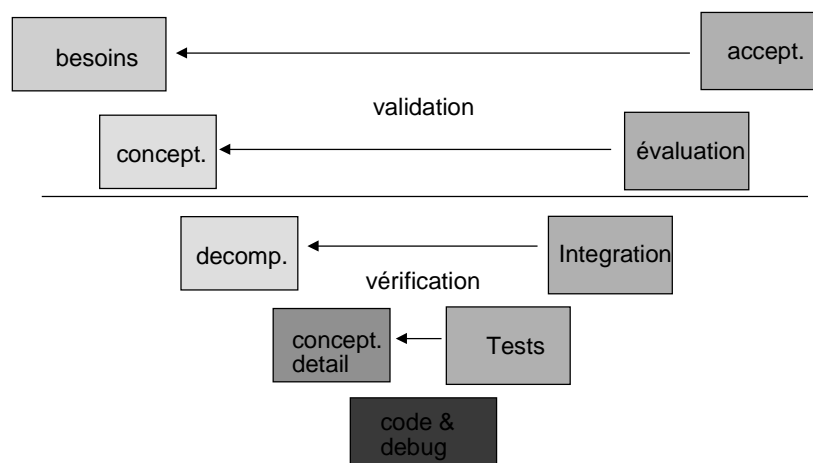 besoins
accept.
validation
concept.
évaluation
decomp.
Integration
vérification
concept.
detail
Tests
code &
debug